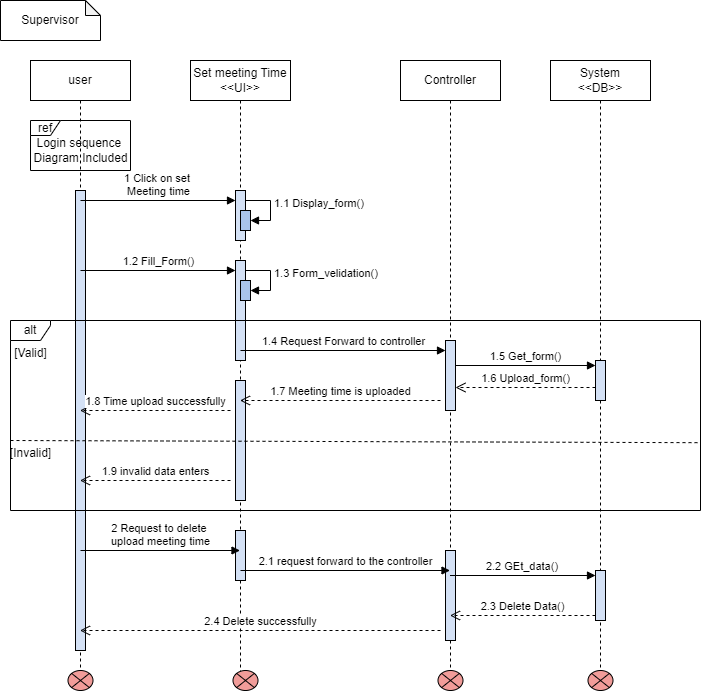 Supervisor
user
Set meeting Time
<<UI>>
Controller
System
<<DB>>
ref
Login sequence
Diagram Included
1 Click on set
Meeting time
1.1 Display_form()
1.2 Fill_Form()
1.3 Form_validation()
alt
[Valid]
1.4 Request Forward to controller
1.5 Get_form()
1.6 Upload_form()
1.7 Meeting time is uploaded
1.8 Time upload successfully
[Invalid]
1.9 invalid data enters
2 Request to delete
upload meeting time
2.1 request forward to the controller
2.2 GEt_data()
2.3 Delete Data()
2.4 Delete successfully